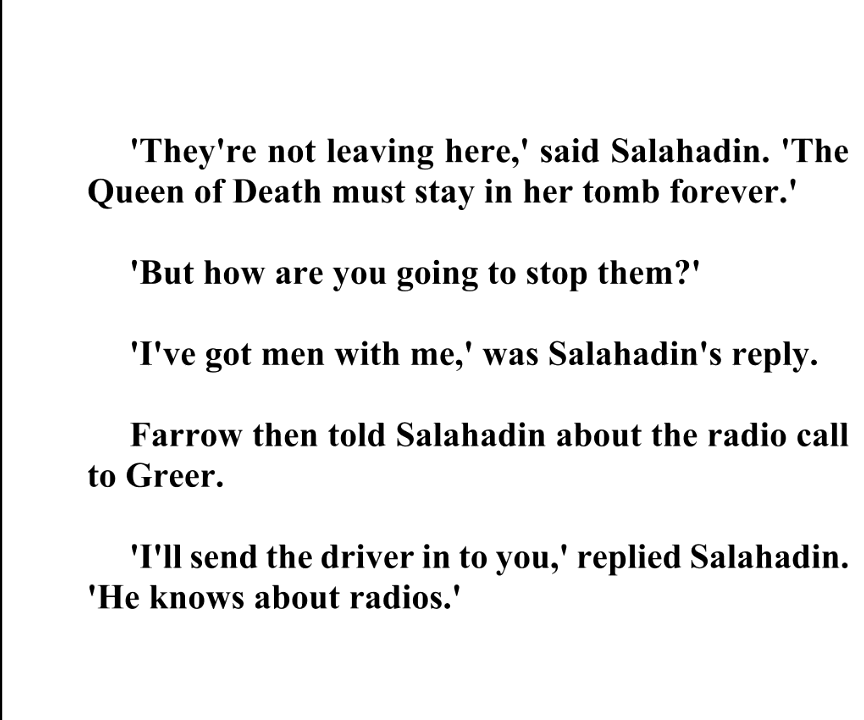 'They're not leaving here,' said Salahadin. 'The
Queen of Death must stay in her tomb forever.'
'But how are you going to stop them?'
'I've got men with me,' was Salahadin's reply.
Farrow then told Salahadin about the radio call
to Greer.
'I'll send the driver in to you,' replied Salahadin.
'He knows about radios.'